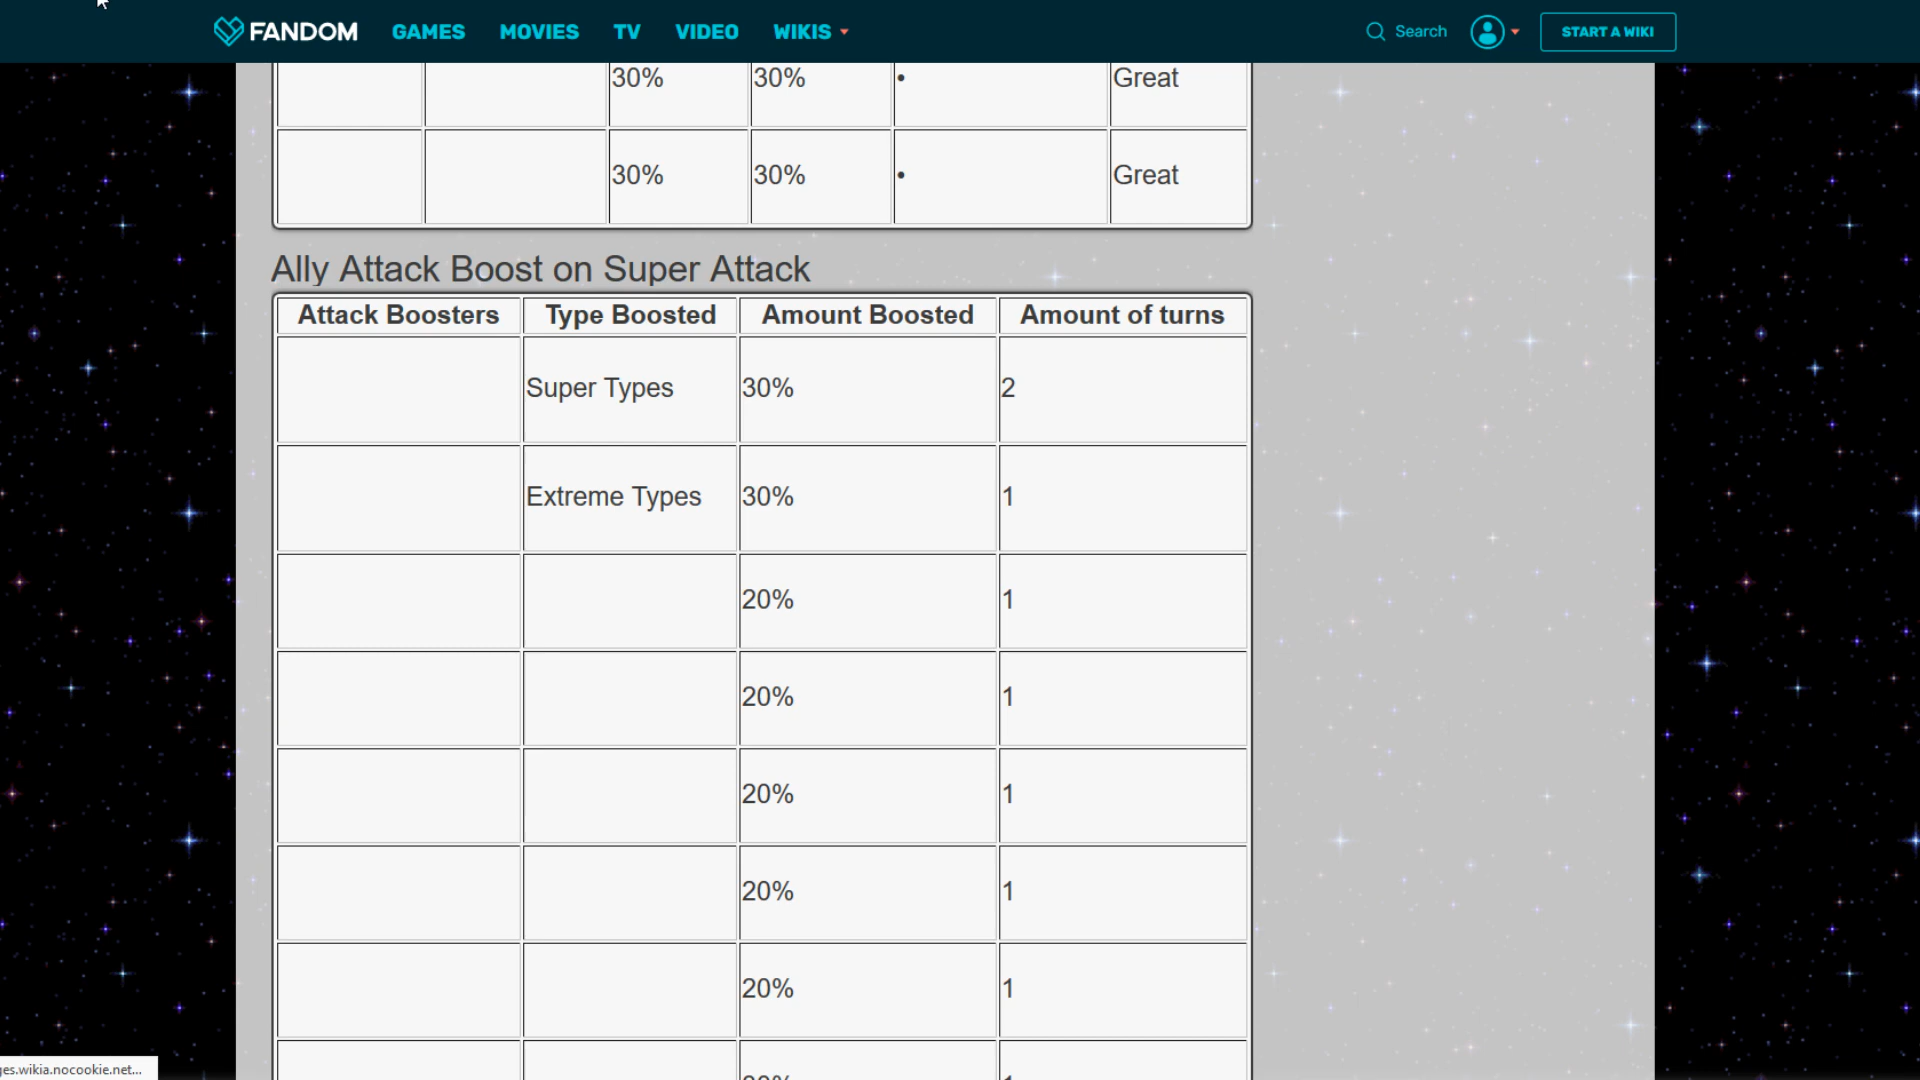 FANDOM GAMES MOVIES TV VIDEO WIKIS Search START A WIKI
30% 30% • Great
30% 30% • Great
Ally Attack Boost on Super Attack
Attack Boosters Type Boosted Amount Boosted Amount of turns
Super Types 30% 2
Extreme Types 30% 1
20% 1
20% 1
20% 1
20% 1
20% 1
ges.wikia.nocookie.net...